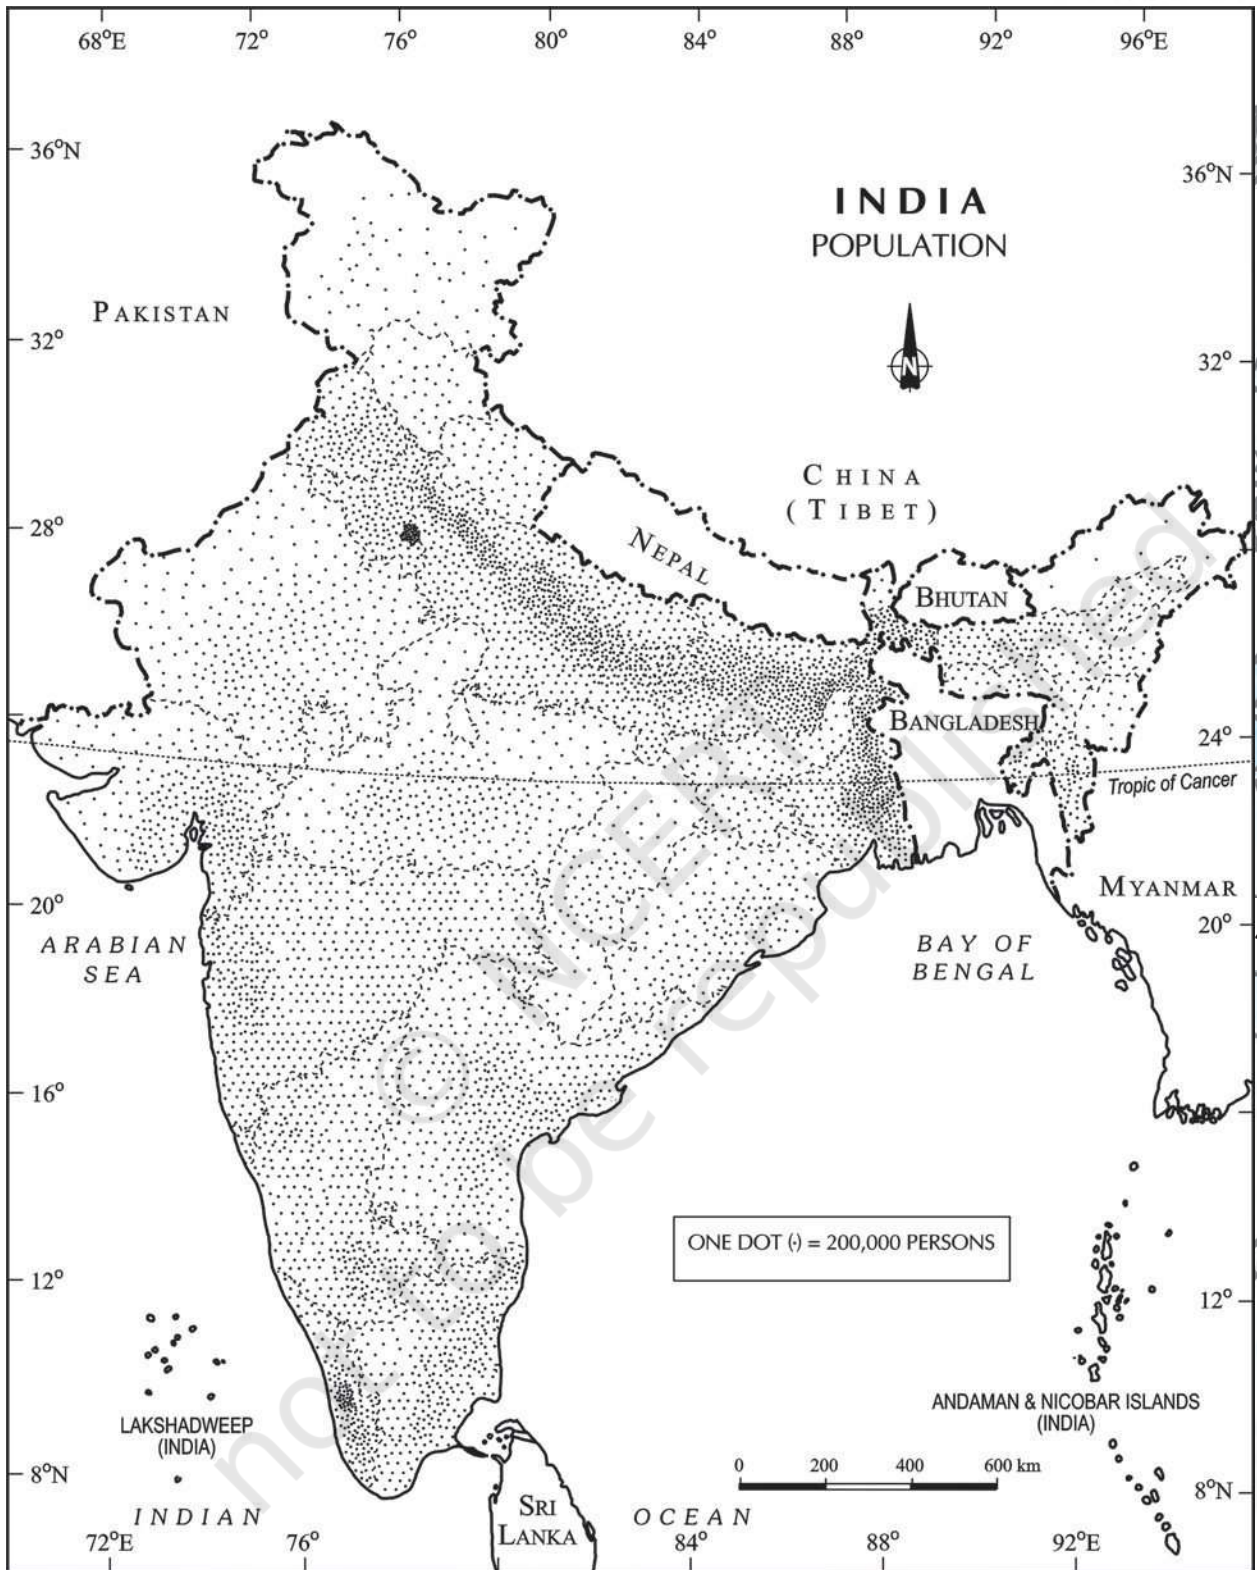 68°E 72° 76° 80° 84° 88° 92° 96°E
36°N
36°N
INDIA
POPULATION
PAKISTAN
N
32°
32°
CHINA
(TIBET)
28°
NEPAL
BHUTAN
BANGLADESH
24°
Tropic of Cancer
MYANMAR
20°
20°
ARABIAN
SEA
BAY OF
BENGAL
© NCERT
not to be republished
16°
ONE DOT (·) = 200,000 PERSONS
12°
12°
LAKSHADWEEP
(INDIA)
ANDAMAN & NICOBAR ISLANDS
(INDIA)
0 200 400 600 km
8°N
8°N
INDIAN
SRI
LANKA
OCEAN
72°E 76° 84° 88° 92°E